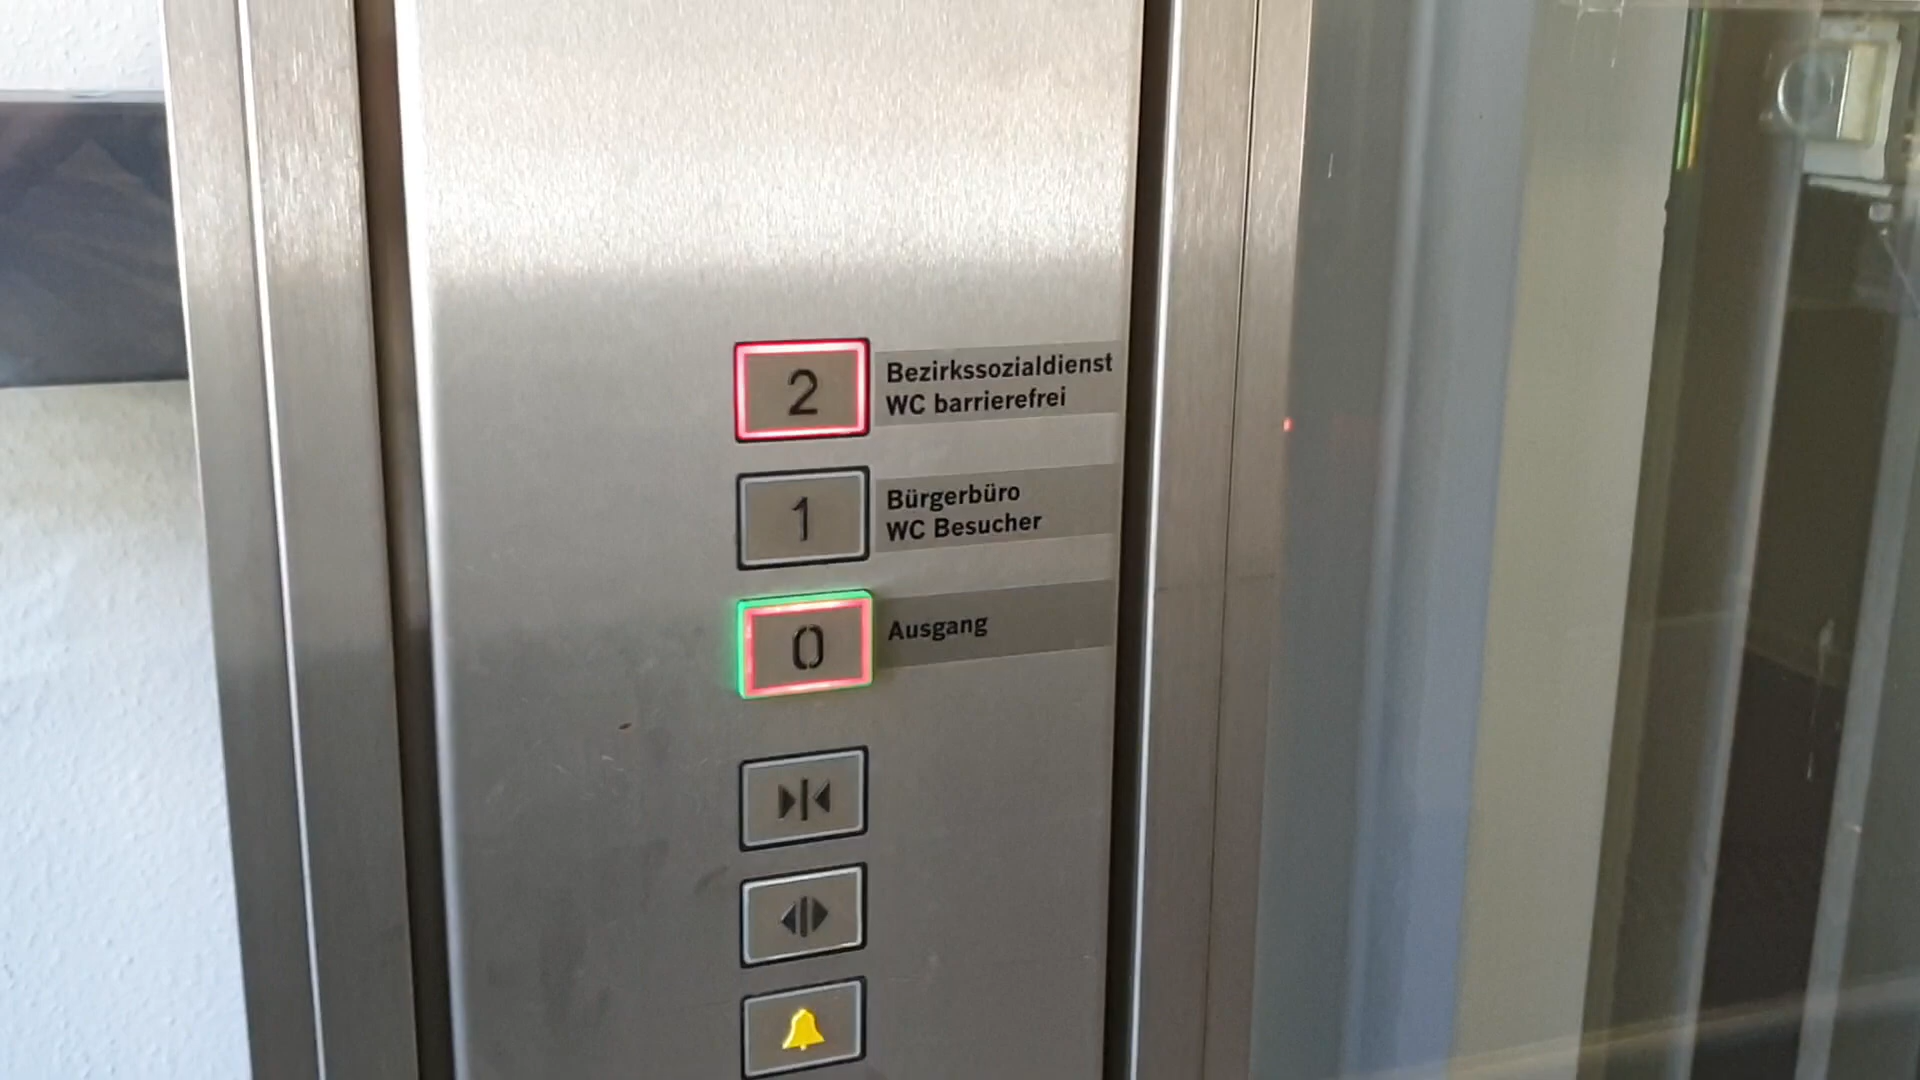 2
Bezirkssozialdienst
WC barrierefrei
1
Bürgerbüro
WC Besucher
0
Ausgang